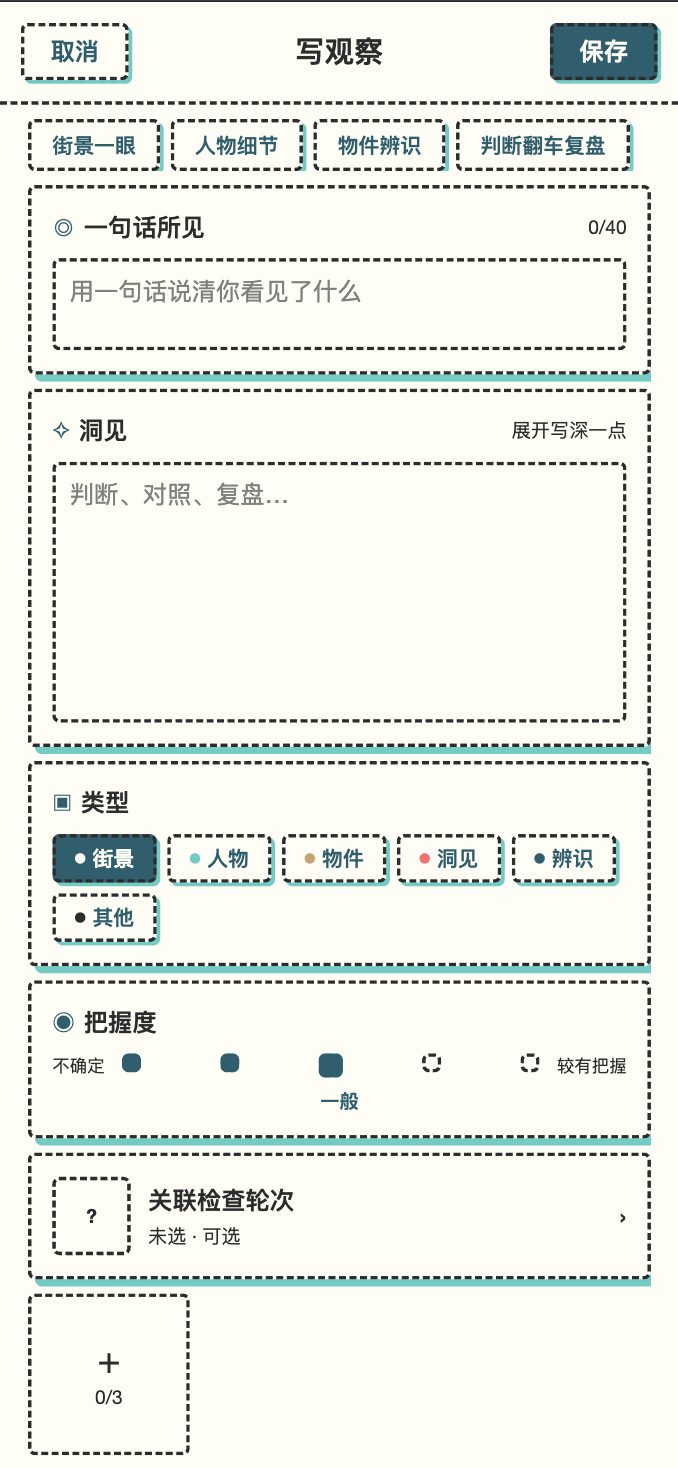 取消 写观察 保存
街景一眼 人物细节 物件辨识 判断翻车复盘
一句话所见 0/40
用一句话说清你看见了什么
洞见 展开写深一点
判断、对照、复盘...
类型
街景 人物 物件 洞见 辨识
其他
把握度
不确定 较有把握
一般
?
关联检查轮次
未选 · 可选
›
+
0/3